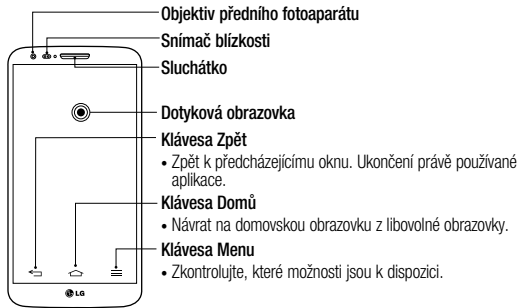 Objektiv předního fotoaparátu
Snímač blízkosti
Sluchátko
Dotyková obrazovka
Klávesa Zpět
• Zpět k předcházejícímu oknu. Ukončení právě používané
aplikace.
Klávesa Domů
• Návrat na domovskou obrazovku z libovolné obrazovky.
Klávesa Menu
• Zkontrolujte, které možnosti jsou k dispozici.
LG